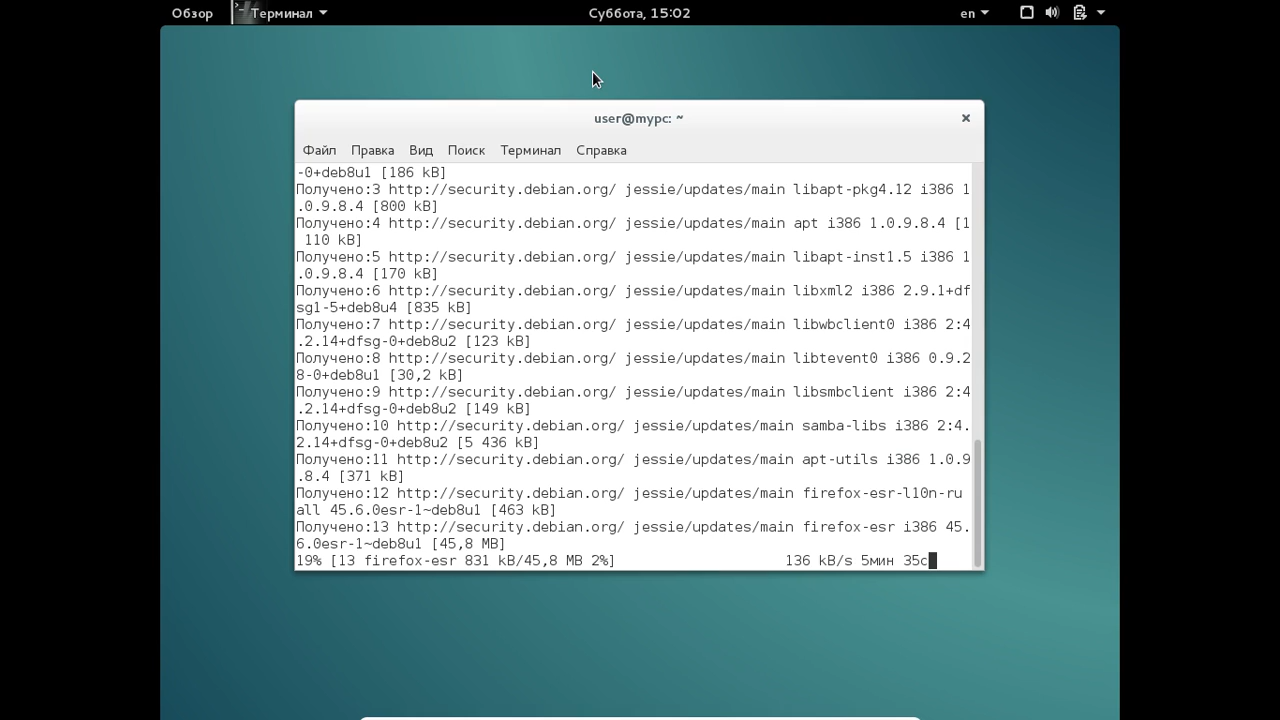 Обзор
Терминал
Суббота, 15:02
en
user@mypc: ~
Файл Правка Вид Поиск Терминал Справка
-0+deb8u1 [186 kB]
Получено:3 http://security.debian.org/ jessie/updates/main libapt-pkg4.12 i386 1
.0.9.8.4 [800 kB]
Получено:4 http://security.debian.org/ jessie/updates/main apt i386 1.0.9.8.4 [1
 110 kB]
Получено:5 http://security.debian.org/ jessie/updates/main libapt-inst1.5 i386 1
.0.9.8.4 [170 kB]
Получено:6 http://security.debian.org/ jessie/updates/main libxml2 i386 2.9.1+df
sg1-5+deb8u4 [835 kB]
Получено:7 http://security.debian.org/ jessie/updates/main libwbclient0 i386 2:4
.2.14+dfsg-0+deb8u2 [123 kB]
Получено:8 http://security.debian.org/ jessie/updates/main libtevent0 i386 0.9.2
8-0+deb8u1 [30,2 kB]
Получено:9 http://security.debian.org/ jessie/updates/main libsmbclient i386 2:4
.2.14+dfsg-0+deb8u2 [149 kB]
Получено:10 http://security.debian.org/ jessie/updates/main samba-libs i386 2:4.
2.14+dfsg-0+deb8u2 [5 436 kB]
Получено:11 http://security.debian.org/ jessie/updates/main apt-utils i386 1.0.9
.8.4 [371 kB]
Получено:12 http://security.debian.org/ jessie/updates/main firefox-esr-l10n-ru
all 45.6.0esr-1~deb8u1 [463 kB]
Получено:13 http://security.debian.org/ jessie/updates/main firefox-esr i386 45.
6.0esr-1~deb8u1 [45,8 MB]
19% [13 firefox-esr 831 kB/45,8 MB 2%] 136 kB/s 5мин 35с